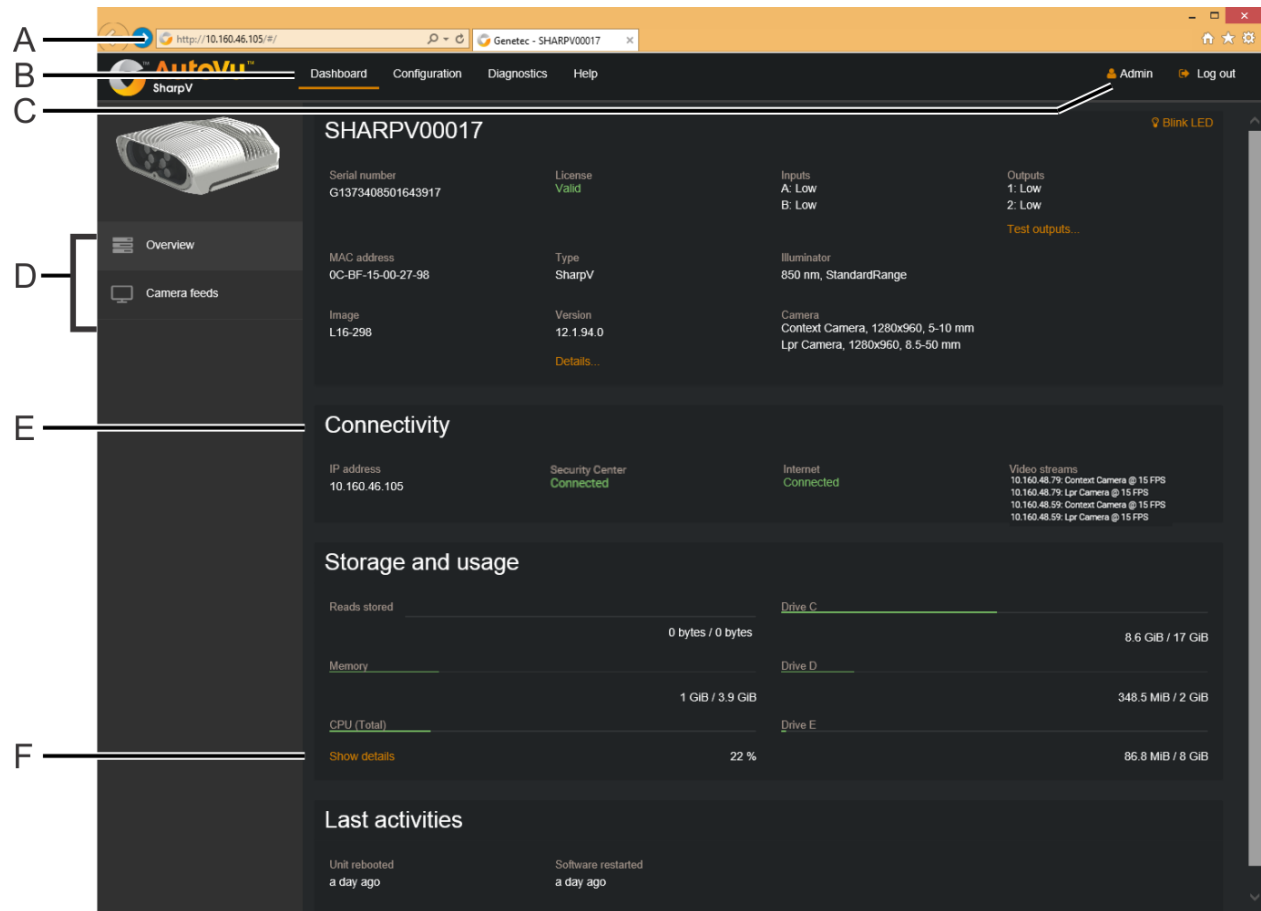 A
http://10.160.46.105/#/
Genetec - SHARPV00017
B
AutoVu™
SharpV
Dashboard
Configuration
Diagnostics
Help
Admin
Log out
C
SHARPV00017
Blink LED
Serial number
G1373408501643917
License
Valid
Inputs
A: Low
B: Low
Outputs
1: Low
2: Low
Test outputs...
D
Overview
Camera feeds
MAC address
0C-BF-15-00-27-98
Type
SharpV
Illuminator
850 nm, StandardRange
Image
L16-298
Version
12.1.94.0
Details...
Camera
Context Camera, 1280x960, 5-10 mm
Lpr Camera, 1280x960, 8.5-50 mm
E
Connectivity
IP address
10.160.46.105
Security Center
Connected
Internet
Connected
Video streams
10.160.48.79: Context Camera @ 15 FPS
10.160.48.79: Lpr Camera @ 15 FPS
10.160.48.59: Context Camera @ 15 FPS
10.160.48.59: Lpr Camera @ 15 FPS
Storage and usage
Reads stored
0 bytes / 0 bytes
Drive C
8.6 GiB / 17 GiB
Memory
1 GiB / 3.9 GiB
Drive D
348.5 MiB / 2 GiB
CPU (Total)
Drive E
F
Show details
22 %
86.8 MiB / 8 GiB
Last activities
Unit rebooted
a day ago
Software restarted
a day ago